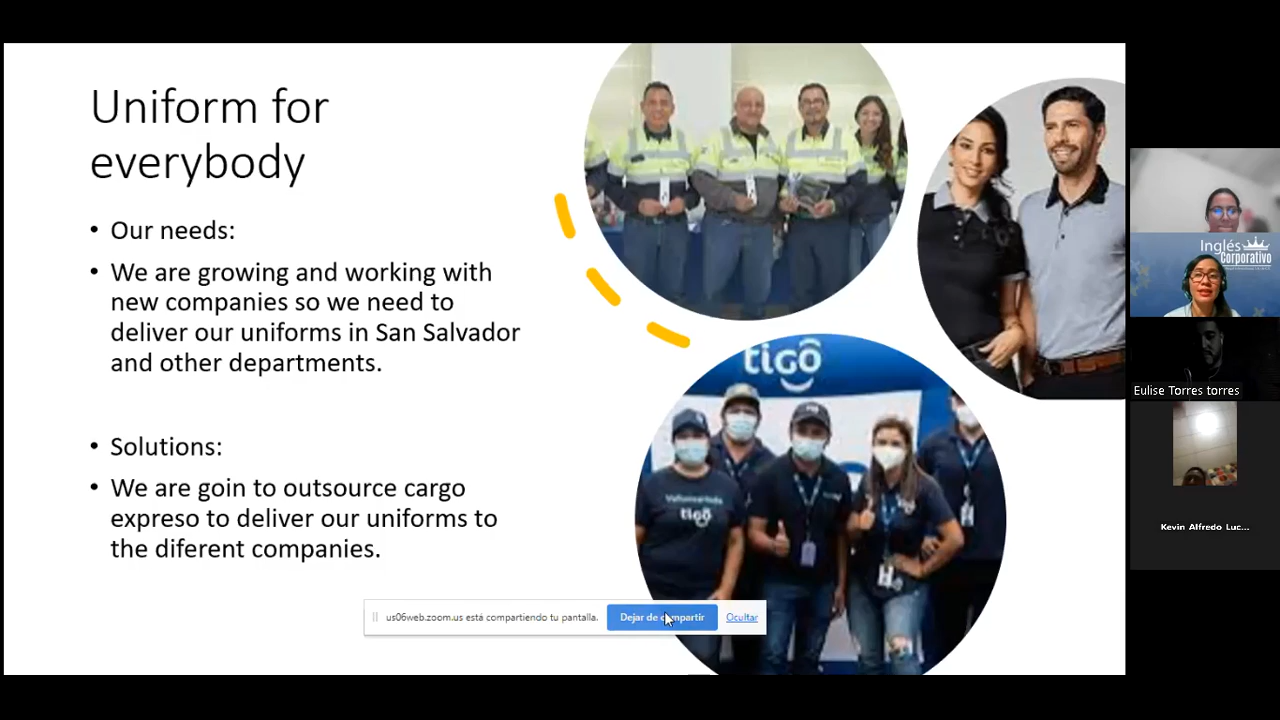 Uniform for
everybody
• Our needs:
• We are growing and working with
new companies so we need to
deliver our uniforms in San Salvador
and other departments.
• Solutions:
• We are goin to outsource cargo
expreso to deliver our uniforms to
the diferent companies.
tigo
tigo
us06web.zoom.us está compartiendo tu pantalla.
Dejar de compartir
Ocultar
Inglés
Corporativo
Eulise Torres torres
Kevin Alfredo Luc...